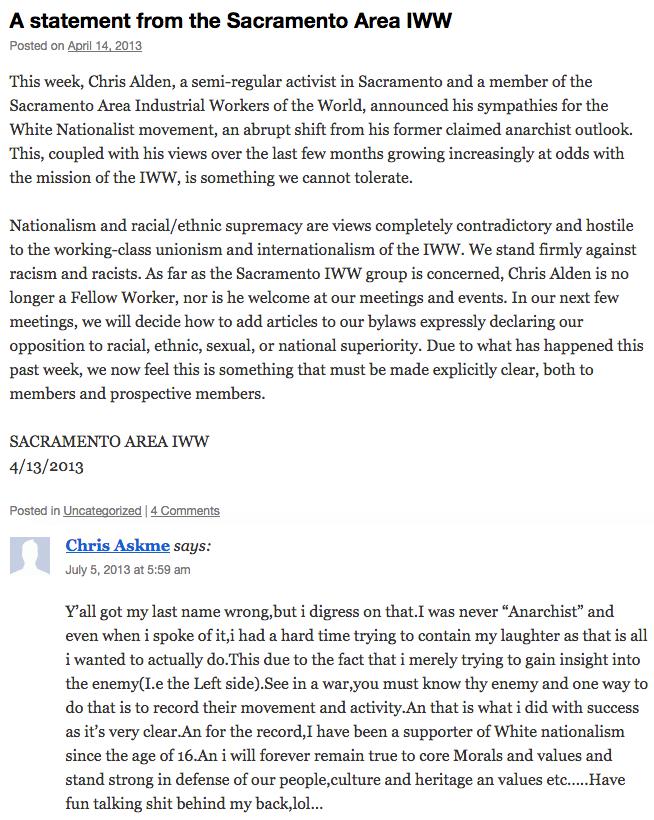 A statement from the Sacramento Area IWW
Posted on April 14, 2013
This week, Chris Alden, a semi-regular activist in Sacramento and a member of the
Sacramento Area Industrial Workers of the World, announced his sympathies for the
White Nationalist movement, an abrupt shift from his former claimed anarchist outlook.
This, coupled with his views over the last few months growing increasingly at odds with
the mission of the IWW, is something we cannot tolerate.
Nationalism and racial/ethnic supremacy are views completely contradictory and hostile
to the working-class unionism and internationalism of the IWW. We stand firmly against
racism and racists. As far as the Sacramento IWW group is concerned, Chris Alden is no
longer a Fellow Worker, nor is he welcome at our meetings and events. In our next few
meetings, we will decide how to add articles to our bylaws expressly declaring our
opposition to racial, ethnic, sexual, or national superiority. Due to what has happened this
past week, we now feel this is something that must be made explicitly clear, both to
members and prospective members.
SACRAMENTO AREA IWW
4/13/2013
Posted in Uncategorized | 4 Comments
Chris Askme says:
July 5, 2013 at 5:59 am
Y'all got my last name wrong,but i digress on that.I was never “Anarchist” and
even when i spoke of it,i had a hard time trying to contain my laughter as that is all
i wanted to actually do.This due to the fact that i merely trying to gain insight into
the enemy(I.e the Left side).See in a war,you must know thy enemy and one way to
do that is to record their movement and activity.An that is what i did with success
as it's very clear.An for the record,I have been a supporter of White nationalism
since the age of 16.An i will forever remain true to core Morals and values and
stand strong in defense of our people,culture and heritage an values etc.....Have
fun talking shit behind my back,lol...